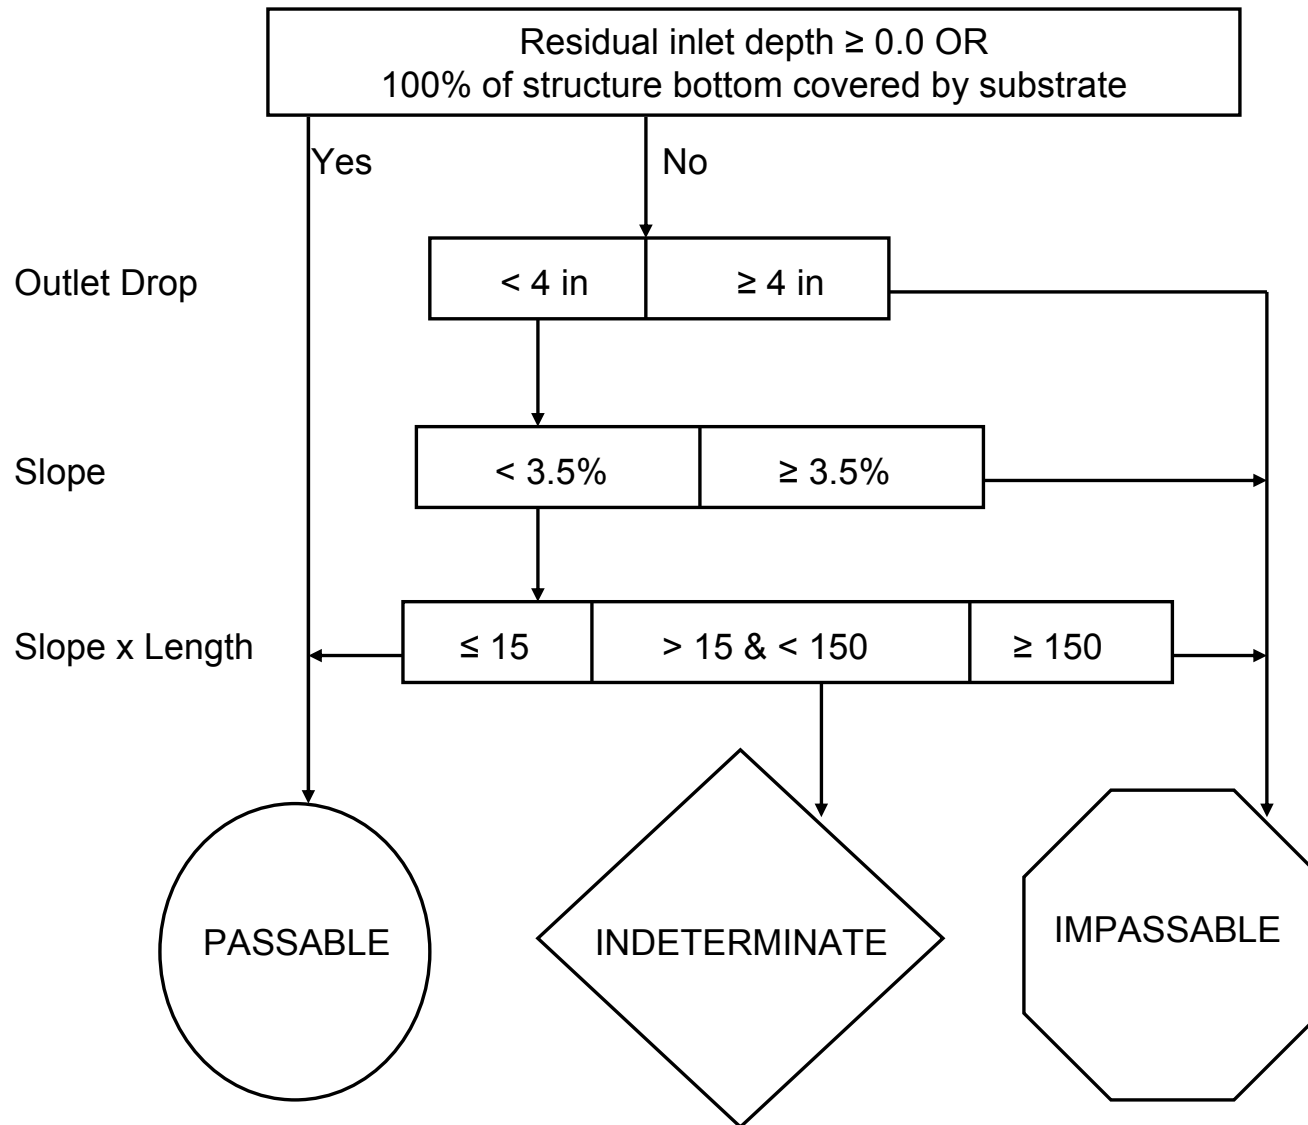 Residual inlet depth ≥ 0.0 OR
100% of structure bottom covered by substrate
Yes
No
Outlet Drop
< 4 in
≥ 4 in
Slope
< 3.5%
≥ 3.5%
Slope x Length
≤ 15
> 15 & < 150
≥ 150
PASSABLE
INDETERMINATE
IMPASSABLE